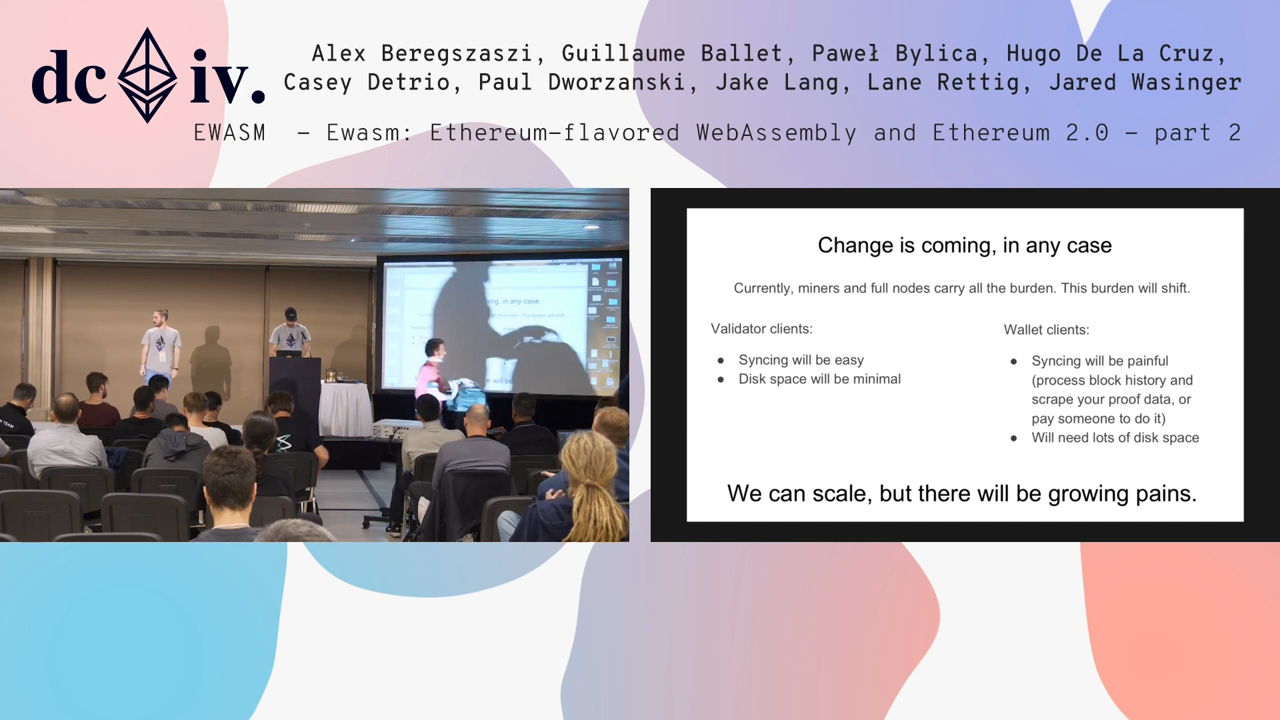 dc iv.
Alex Beregszaszi, Guillaume Ballet, Paweł Bylica, Hugo De La Cruz,
Casey Detrio, Paul Dworzanski, Jake Lang, Lane Rettig, Jared Wasinger
EWASM - Ewasm: Ethereum-flavored WebAssembly and Ethereum 2.0 - part 2
ng, in any case
TEAM
Change is coming, in any case
Currently, miners and full nodes carry all the burden. This burden will shift.
Validator clients:
● Syncing will be easy
● Disk space will be minimal
Wallet clients:
● Syncing will be painful
(process block history and
scrape your proof data, or
pay someone to do it)
● Will need lots of disk space
We can scale, but there will be growing pains.